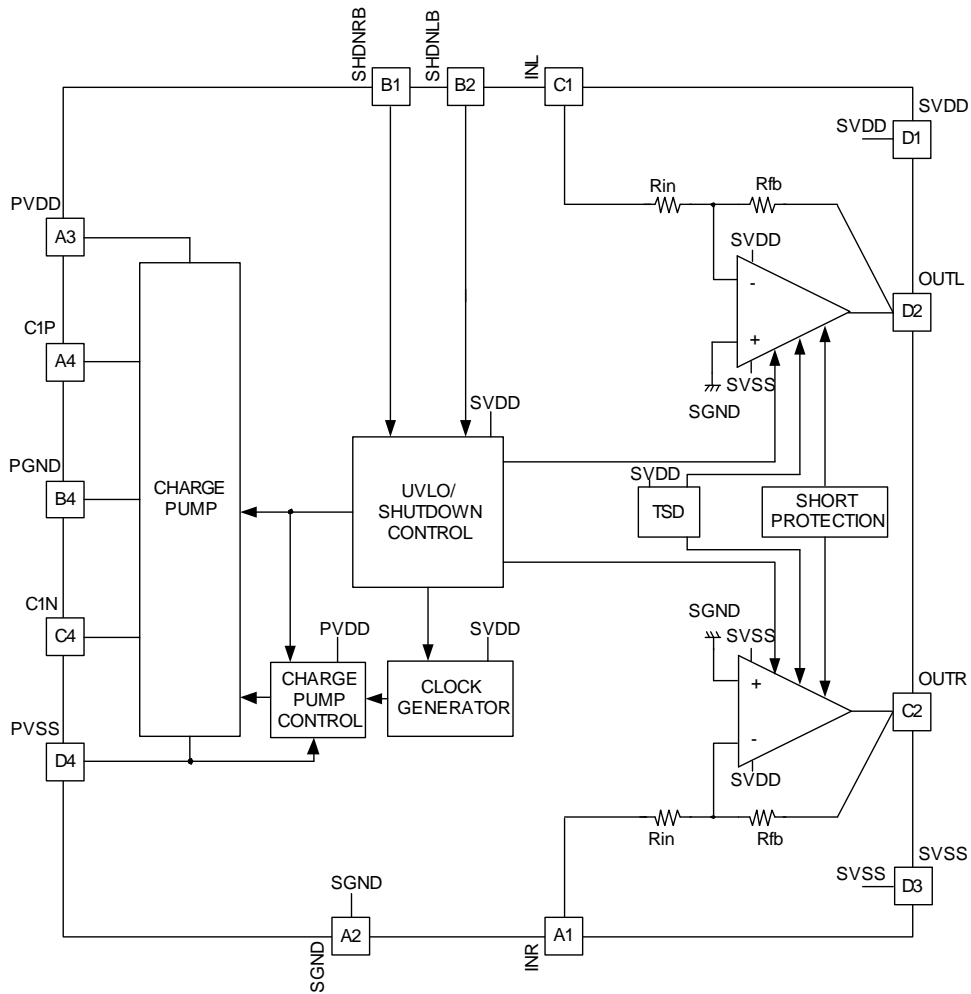 SHDNRB
SHDNLB
INL
B1
B2
C1
SVDD
SVDD
D1
PVDD
A3
Rin
Rfb
SVDD
-
+
SVSS
SGND
OUTL
D2
C1P
A4
SVDD
PGND
B4
CHARGE
PUMP
UVLO/
SHUTDOWN
CONTROL
SVDD
TSD
SHORT
PROTECTION
C1N
C4
PVDD
SVDD
CHARGE
PUMP
CONTROL
CLOCK
GENERATOR
SGND
SVSS
+
-
SVDD
OUTR
C2
PVSS
D4
Rin
Rfb
SVSS
SVSS
D3
SGND
A2
SGND
A1
INR